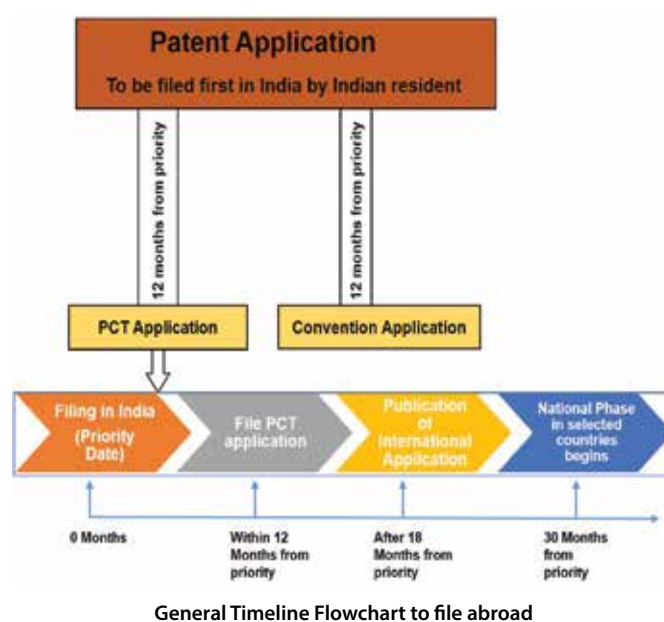 Patent Application
To be filed first in India by Indian resident
12 months from priority
12 months from priority
PCT Application
Convention Application
Filing in India
(Priority
Date)
File PCT
application
Publication
of
International
Application
National Phase
in selected
countries
begins
0 Months
Within 12
Months from
priority
After 18
Months from
priority
30 Months
from
priority
General Timeline Flowchart to file abroad